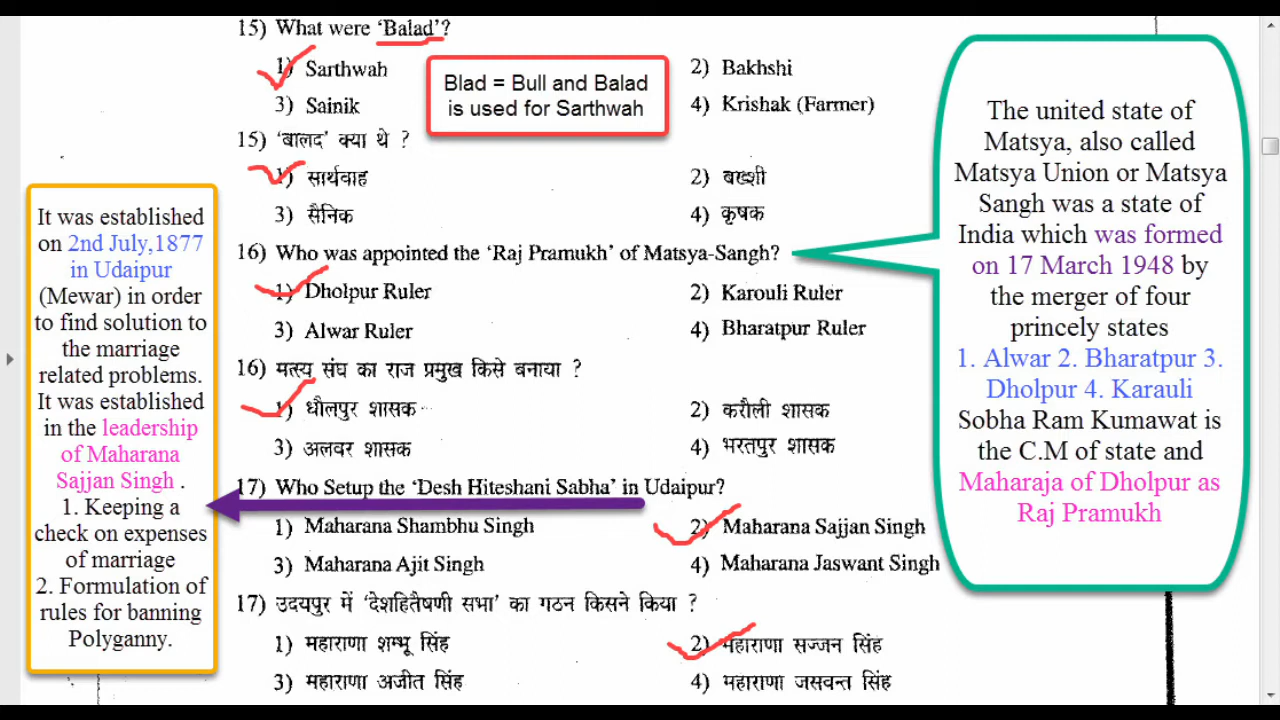 15) What were ‘Balad’?
1) Sarthwah
2) Bakhshi
3) Sainik
4) Krishak (Farmer)
Blad = Bull and Balad
is used for Sarthwah
15) ‘बालद’ क्या थे ?
1) सार्थवाह
2) बख्शी
3) सैनिक
4) कृषक
16) Who was appointed the ‘Raj Pramukh’ of Matsya-Sangh?
1) Dholpur Ruler
2) Karouli Ruler
3) Alwar Ruler
4) Bharatpur Ruler
16) मत्स्य संघ का राज प्रमुख किसे बनाया ?
1) धौलपुर शासक
2) करौली शासक
3) अलवर शासक
4) भरतपुर शासक
17) Who Setup the ‘Desh Hiteshani Sabha’ in Udaipur?
1) Maharana Shambhu Singh
2) Maharana Sajjan Singh
3) Maharana Ajit Singh
4) Maharana Jaswant Singh
17) उदयपुर में ‘देशहितैषणी सभा’ का गठन किसने किया ?
1) महाराणा शम्भू सिंह
2) महाराणा सज्जन सिंह
3) महाराणा अजीत सिंह
4) महाराणा जसवन्त सिंह
It was established
on 2nd July,1877
in Udaipur
(Mewar) in order
to find solution to
the marriage
related problems.
It was established
in the leadership
of Maharana
Sajjan Singh .
1. Keeping a
check on expenses
of marriage
2. Formulation of
rules for banning
Polyganny.
The united state of
Matsya, also called
Matsya Union or Matsya
Sangh was a state of
India which was formed
on 17 March 1948 by
the merger of four
princely states
1. Alwar 2. Bharatpur 3.
Dholpur 4. Karauli
Sobha Ram Kumawat is
the C.M of state and
Maharaja of Dholpur as
Raj Pramukh